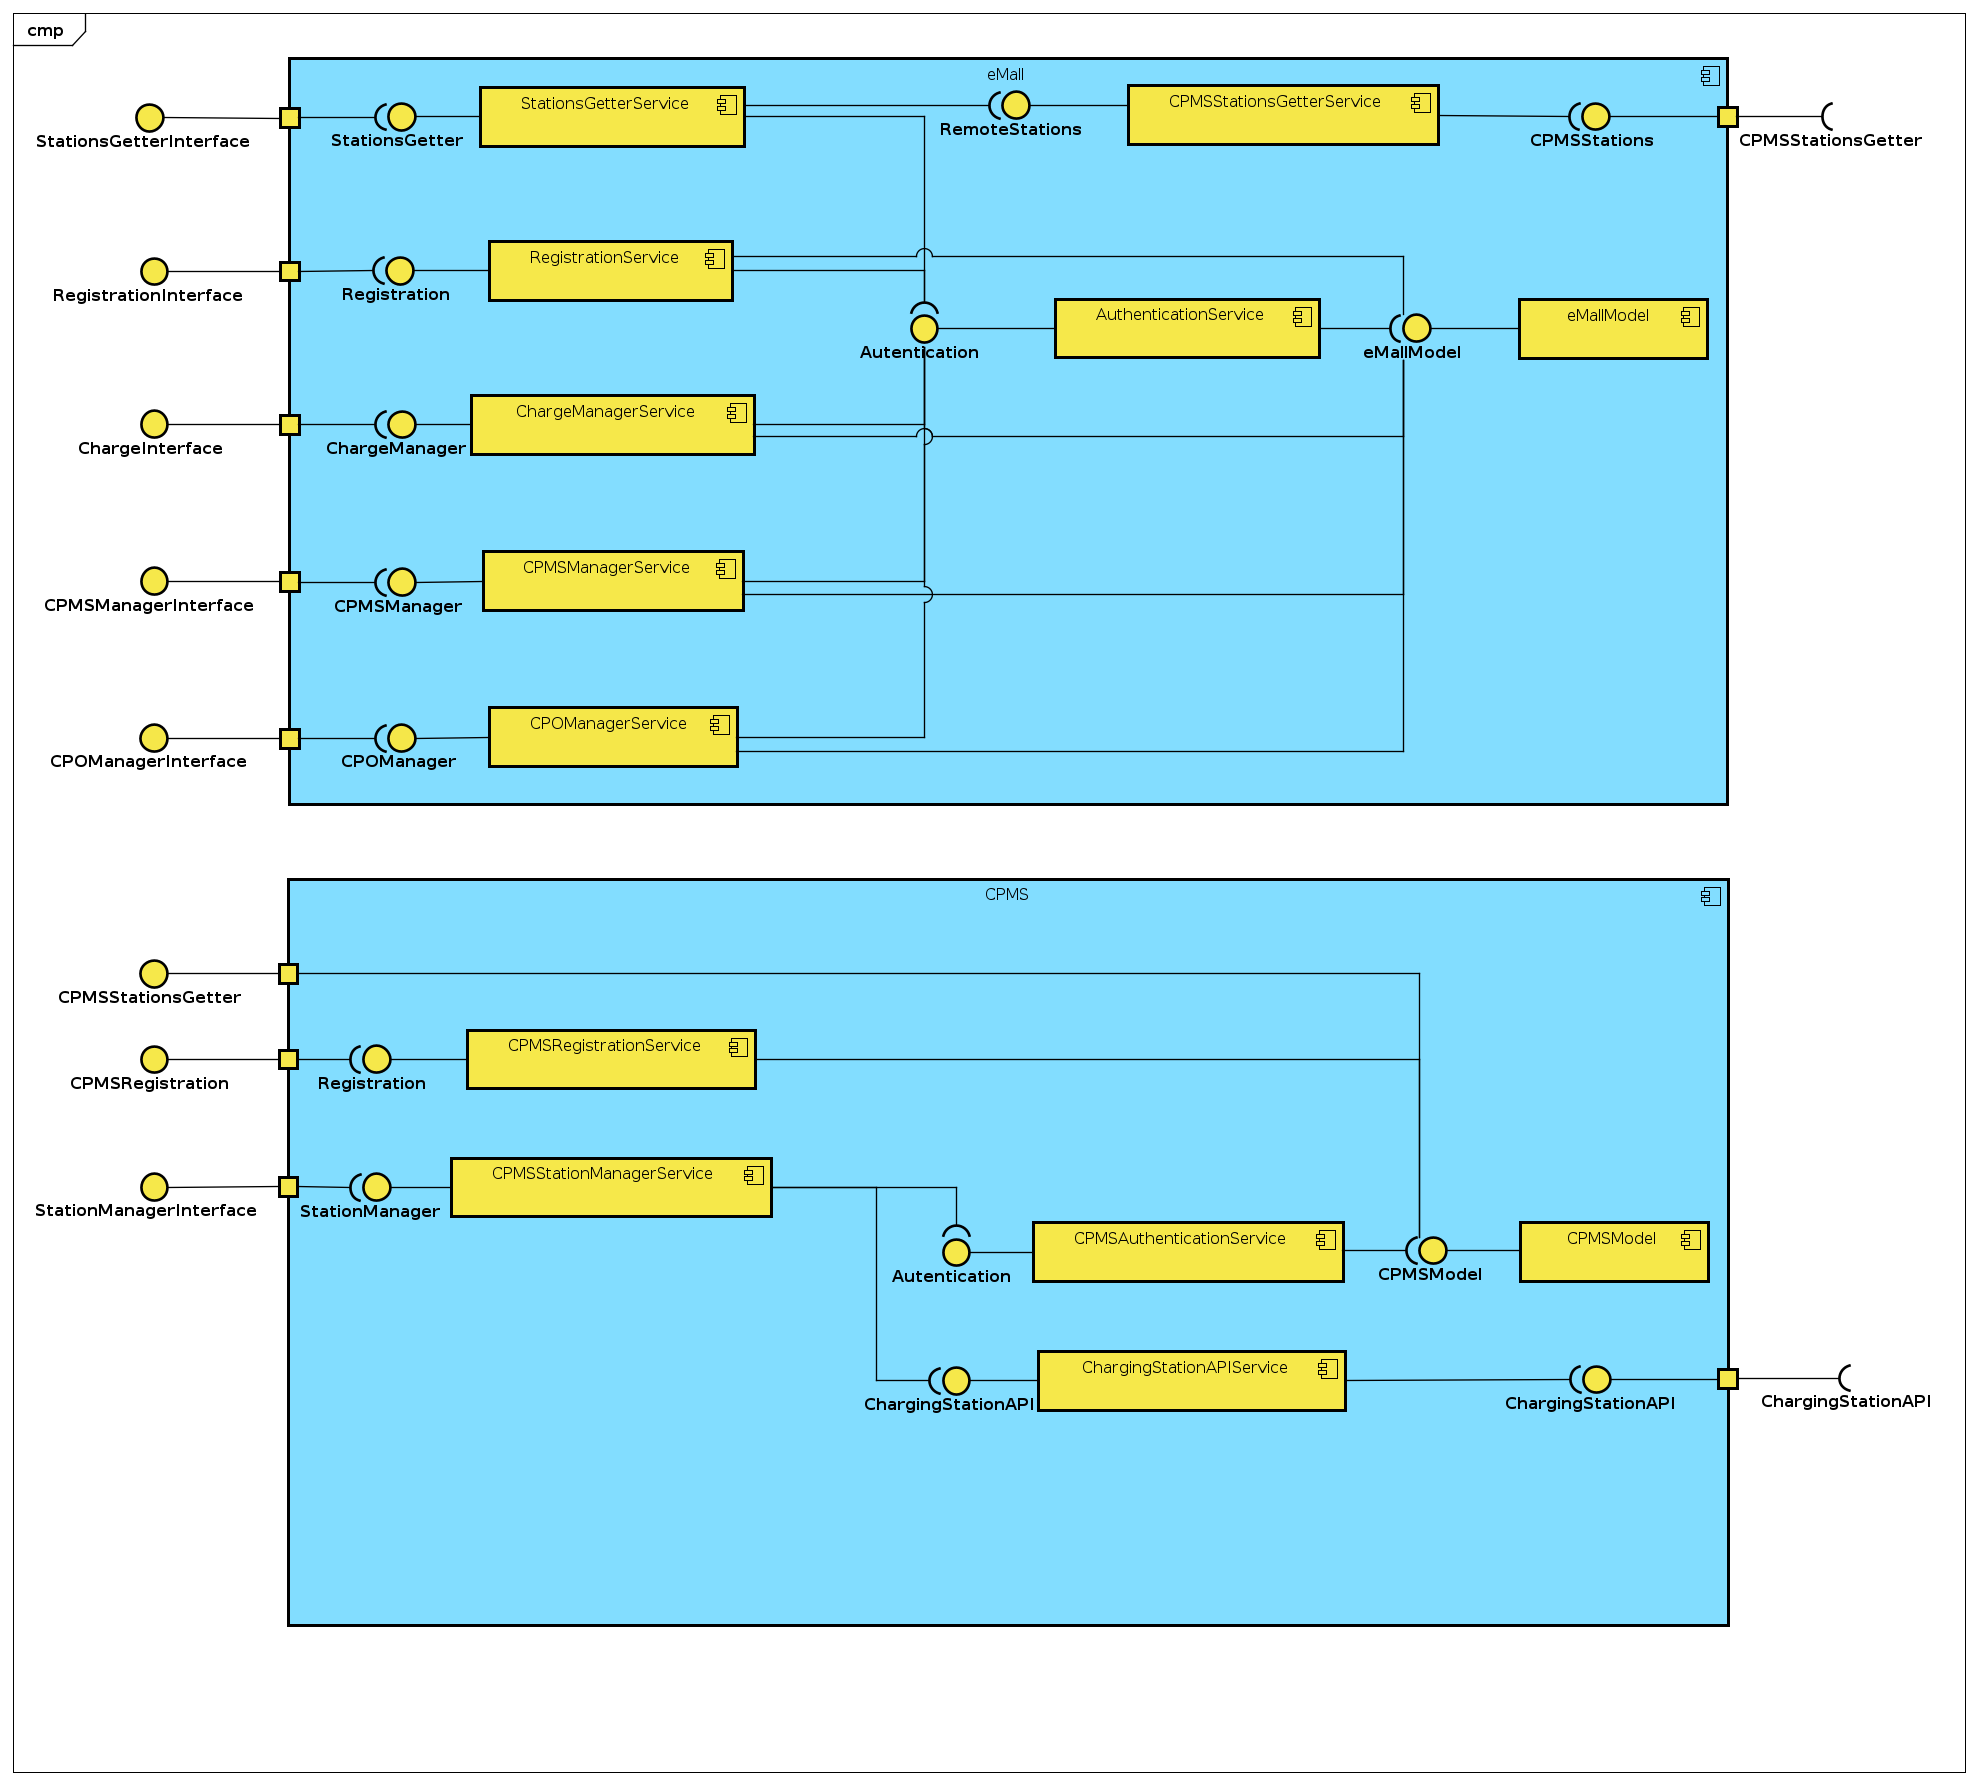 cmp
eMall
StationsGetterService
CPMSStationsGetterService
RemoteStations
StationsGetterInterface
StationsGetter
CPMSStations
CPMSStationsGetter
RegistrationService
RegistrationInterface
Registration
AuthenticationService
eMallModel
Autentication
eMallModel
ChargeManagerService
ChargeInterface
ChargeManager
CPMSManagerService
CPMSManagerInterface
CPMSManager
CPOManagerService
CPOManagerInterface
CPOManager
CPMS
CPMSStationsGetter
CPMSRegistrationService
CPMSRegistration
Registration
CPMSStationManagerService
StationManagerInterface
StationManager
CPMSAuthenticationService
CPMSModel
Autentication
CPMSModel
ChargingStationAPIService
ChargingStationAPI
ChargingStationAPI
ChargingStationAPI